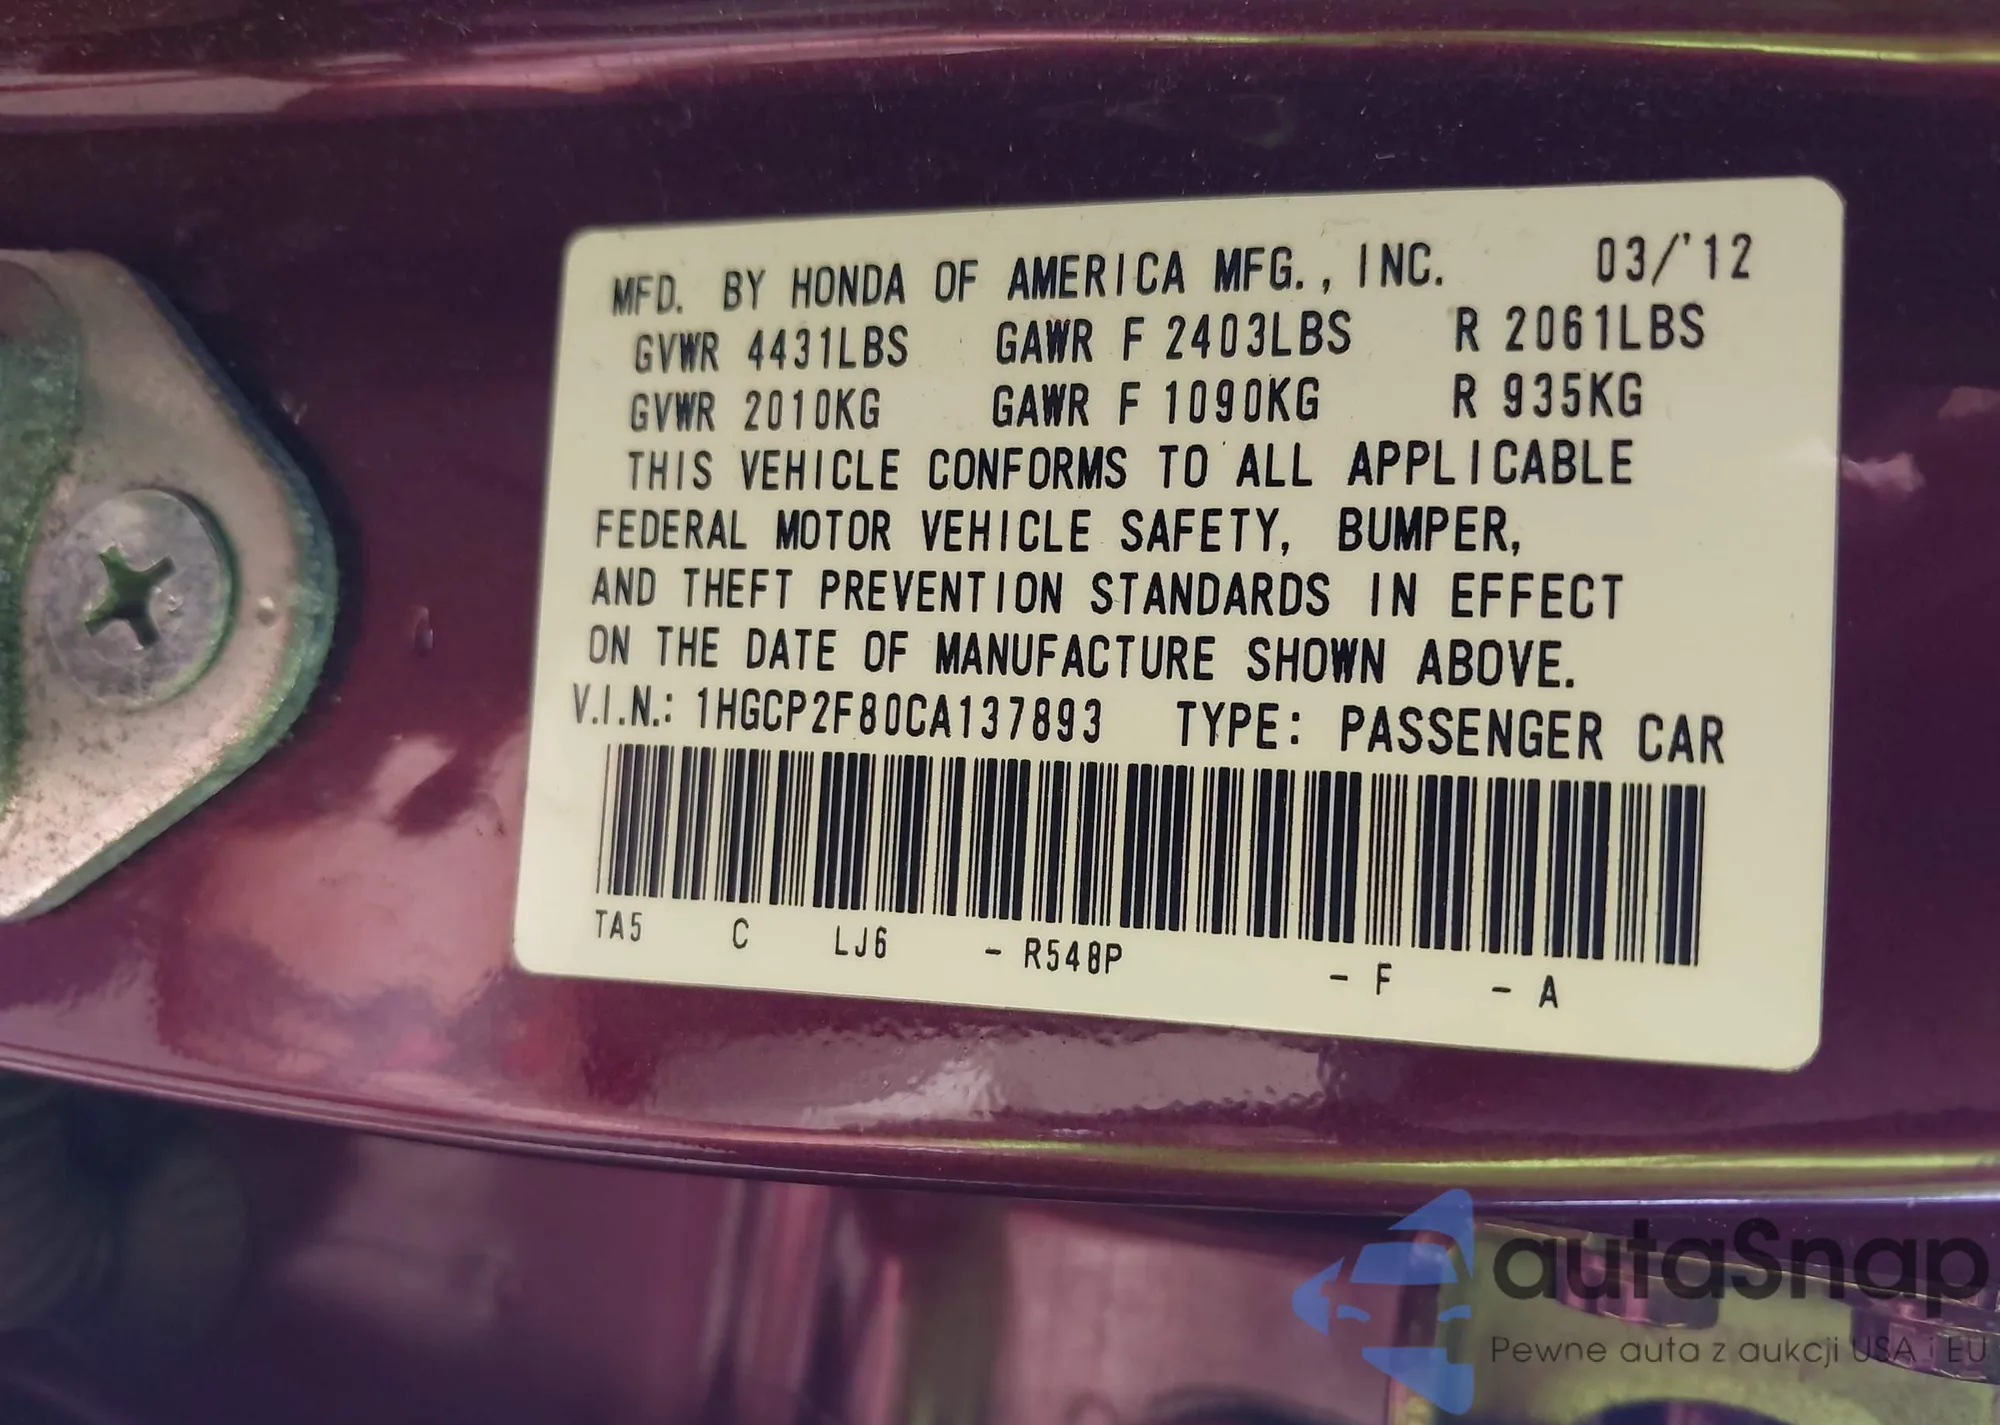 MFD. BY HONDA OF AMERICA MFG., INC. 03/'12
GVWR 4431LBS GAWR F 2403LBS R 2061LBS
GVWR 2010KG GAWR F 1090KG R 935KG
THIS VEHICLE CONFORMS TO ALL APPLICABLE
FEDERAL MOTOR VEHICLE SAFETY, BUMPER,
AND THEFT PREVENTION STANDARDS IN EFFECT
ON THE DATE OF MANUFACTURE SHOWN ABOVE.
V.I.N.: 1HGCP2F80CA137893 TYPE: PASSENGER CAR
TA5 C LJ6 - R548P - F - A
autaSnap
Pewne auta z aukcji USA i EU